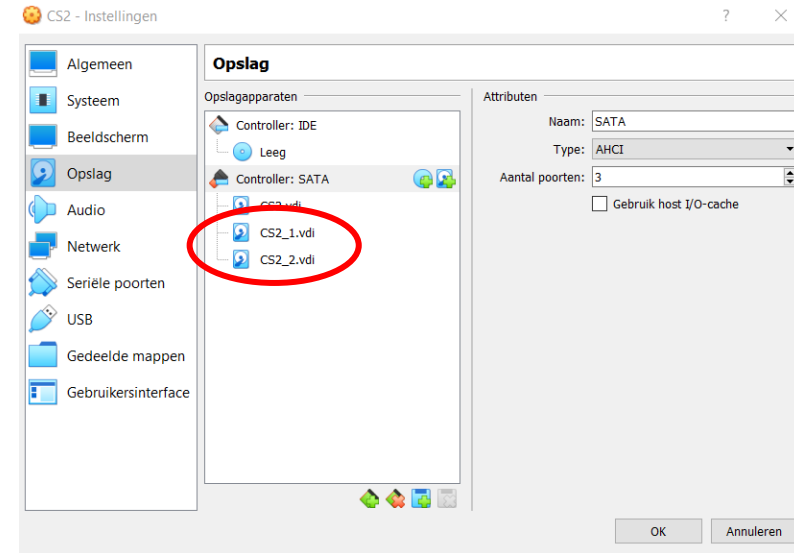 CS2 - Instellingen
?
Algemeen
Systeem
Beeldscherm
Opslag
Audio
Netwerk
Seriële poorten
USB
Gedeelde mappen
Gebruikersinterface
Opslag
Opslagapparaten
Controller: IDE
Leeg
Controller: SATA
CS2.vdi
CS2_1.vdi
CS2_2.vdi
Attributen
Naam: SATA
Type: AHCI
Aantal poorten: 3
Gebruik host I/O-cache
OK Annuleren